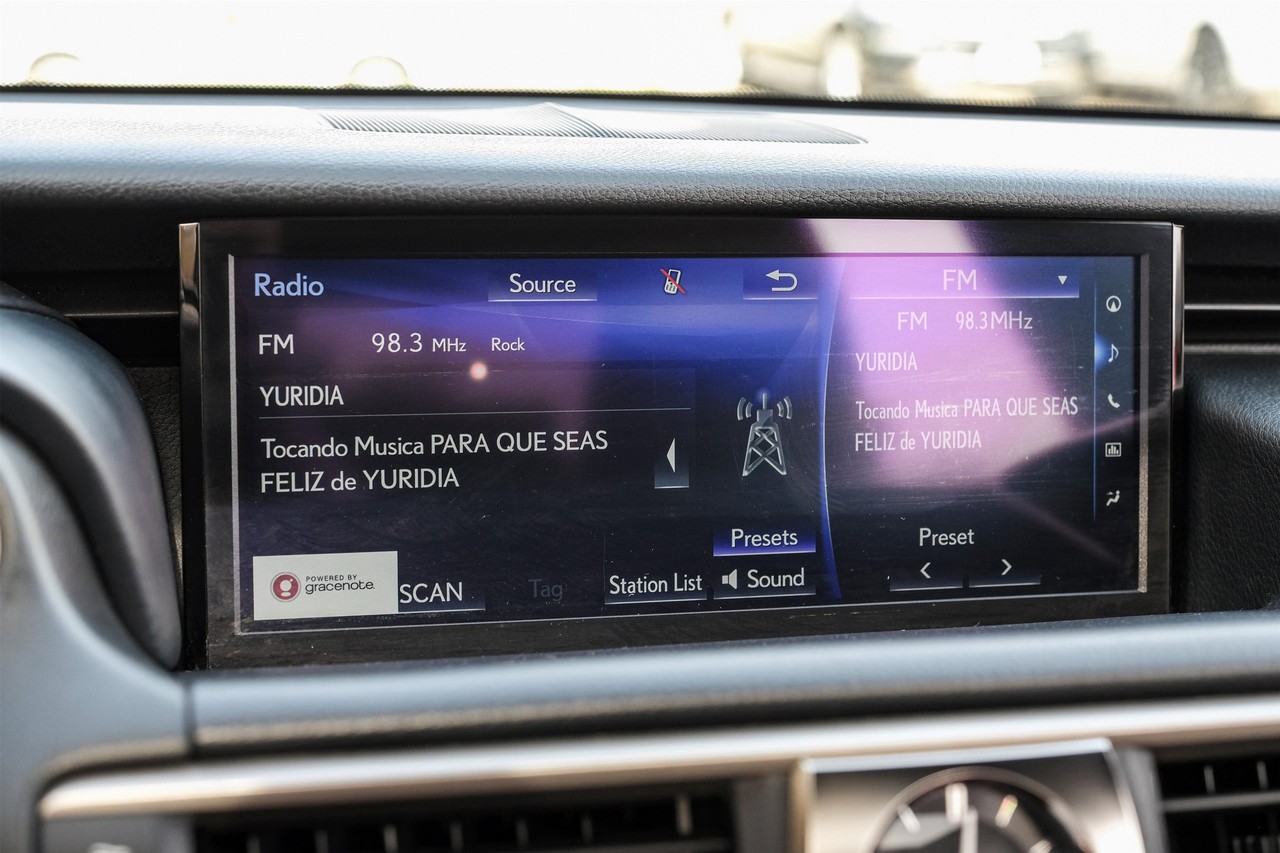 Radio
Source
FM 98.3 MHz Rock
YURIDIA
Tocando Musica PARA QUE SEAS
FELIZ de YURIDIA
POWERED BY
gracenote.
SCAN
Tag
Station List
Presets
Sound
FM
FM 98.3MHz
YURIDIA
Tocando Musica PARA QUE SEAS
FELIZ de YURIDIA
Preset